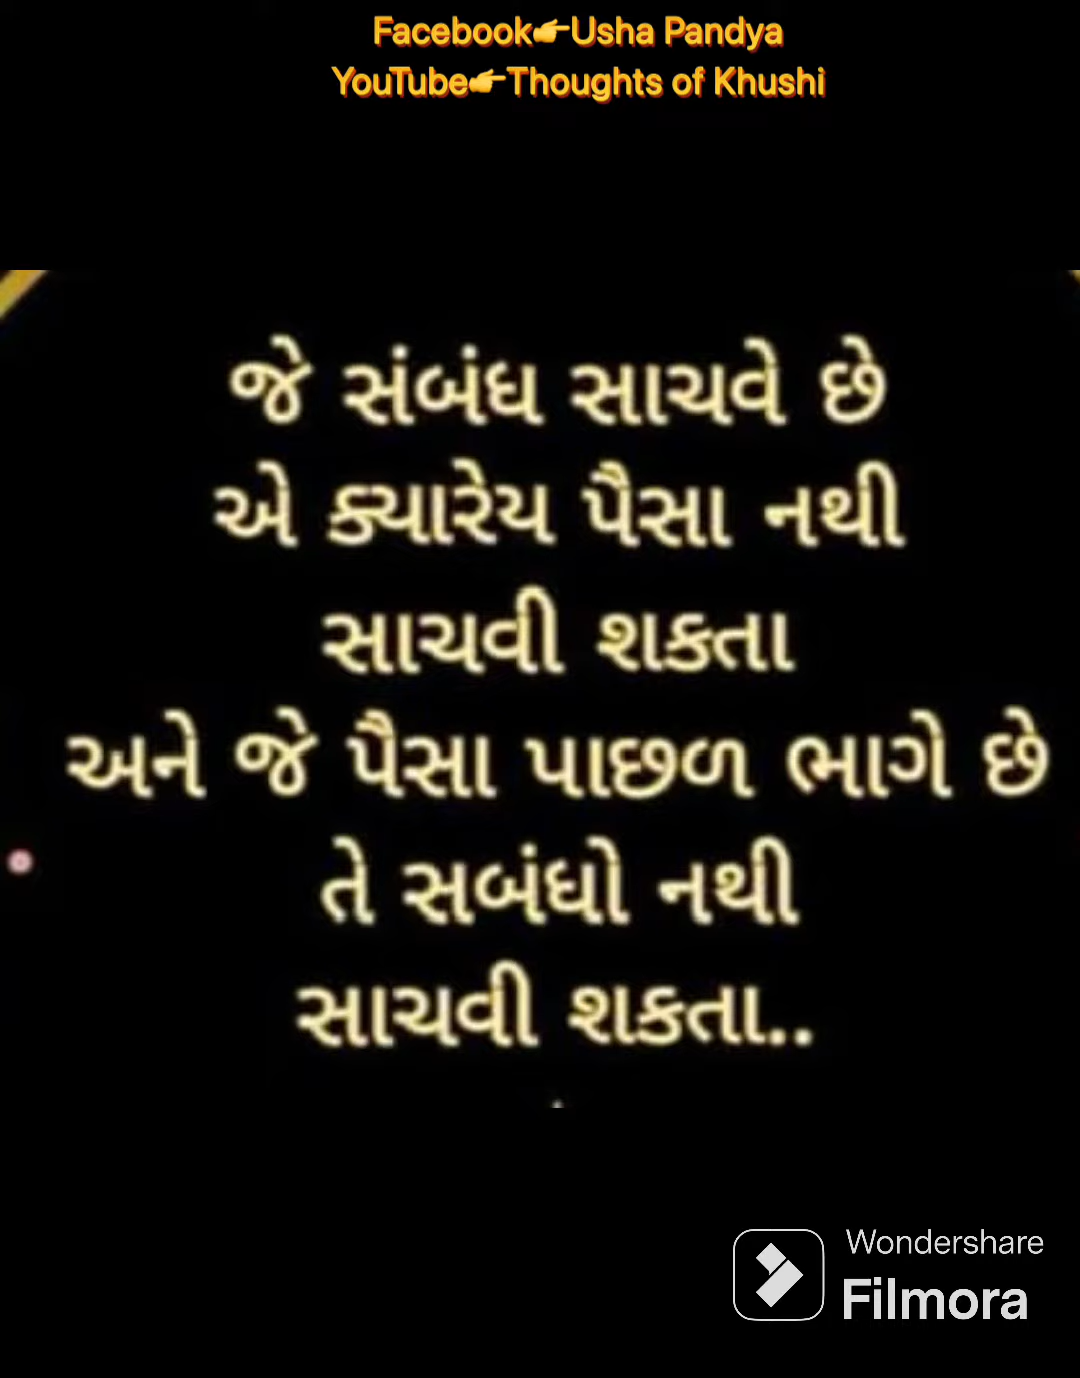 Facebook👉Usha Pandya
YouTube👉Thoughts of Khushi
જે સંબંધ સાચવે છે
એ ક્યારેય પૈસા નથી
સાચવી શકતા
અને જે પૈસા પાછળ ભાગે છે
તે સબંધો નથી
સાચવી શકતા..
Wondershare
Filmora